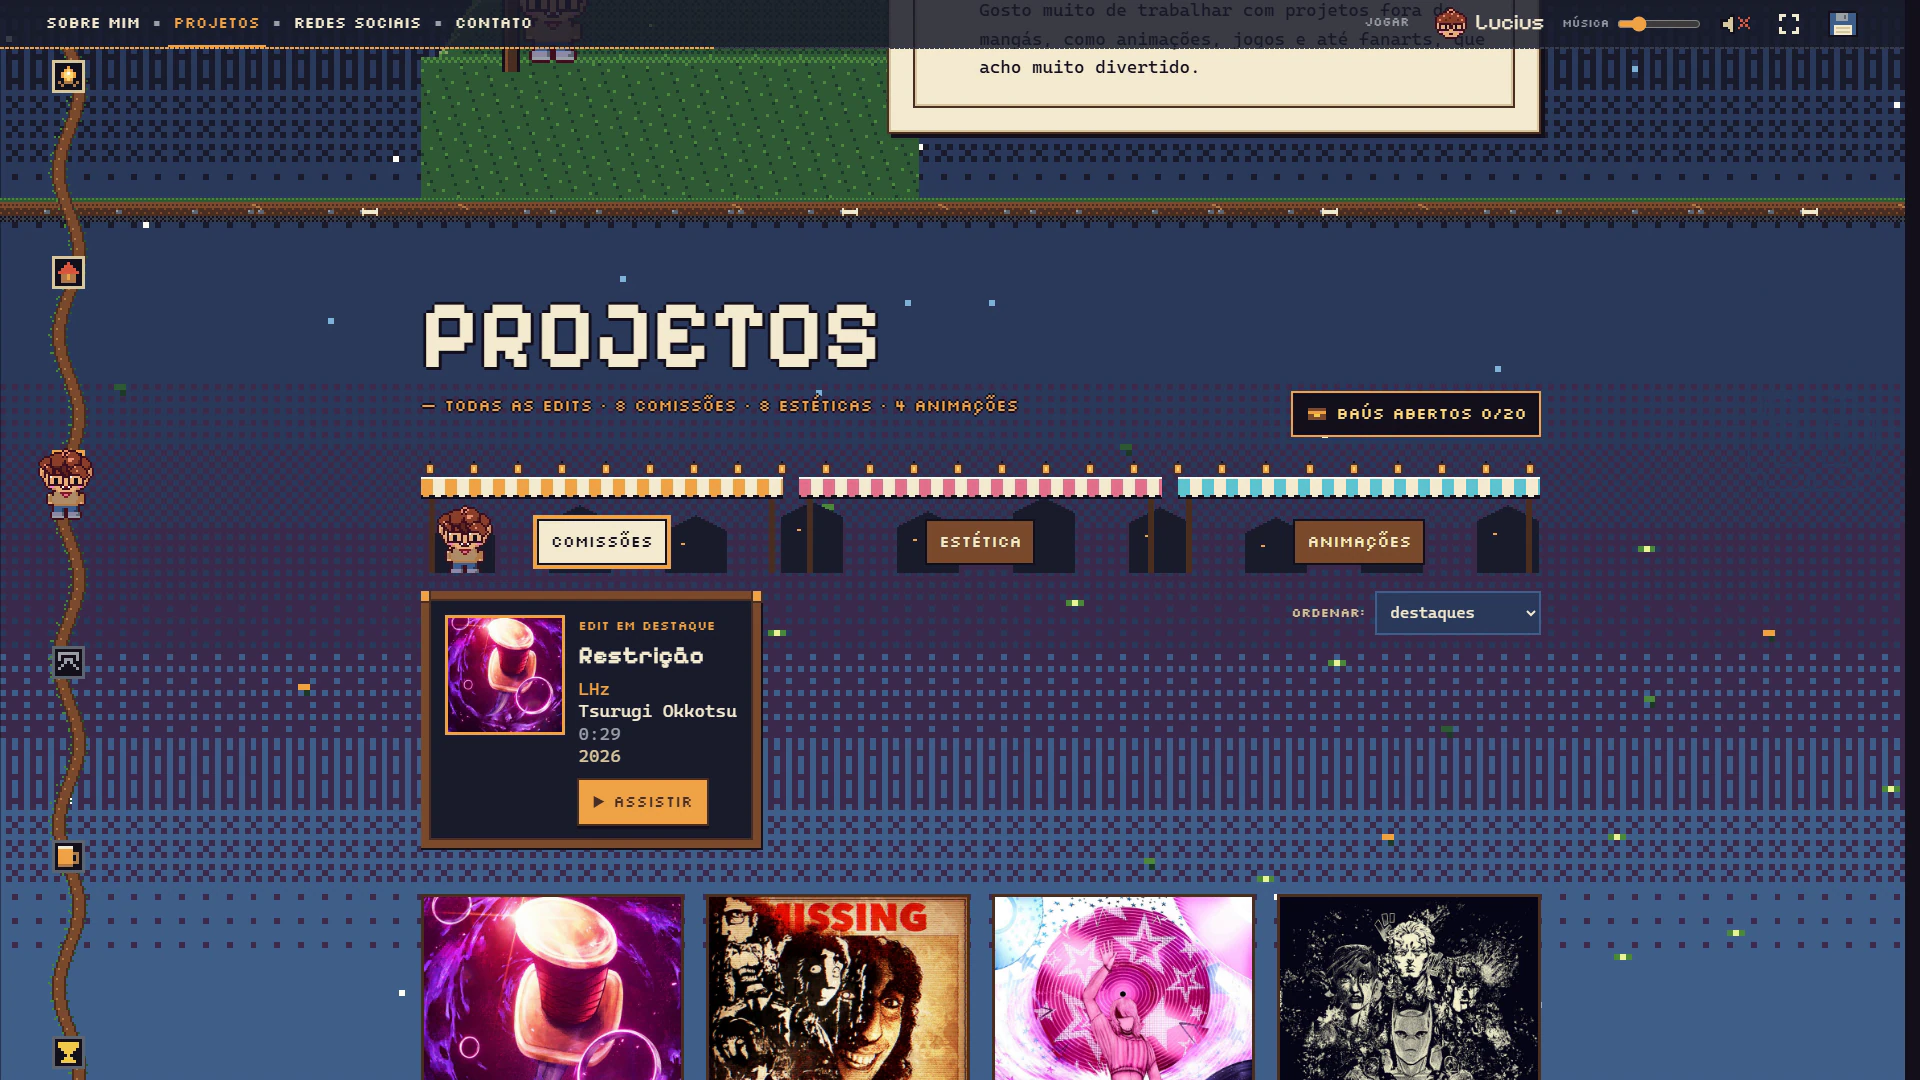 SOBRE MIM ▪ PROJETOS ▪ REDES SOCIAIS ▪ CONTATO
JOGAR Lucius MÚSICA
Gosto muito de trabalhar com projetos fora d
mangás, como animações, jogos e até fanarts, que
acho muito divertido.
PROJETOS
— TODAS AS EDITS · 8 COMISSÕES · 8 ESTÉTICAS · 4 ANIMAÇÕES
BAÚS ABERTOS 0/20
COMISSÕES
ESTÉTICA
ANIMAÇÕES
ORDENAR: destaques
EDIT EM DESTAQUE
Restrição
LHz
Tsurugi Okkotsu
0:29
2026
▶ ASSISTIR
MISSING